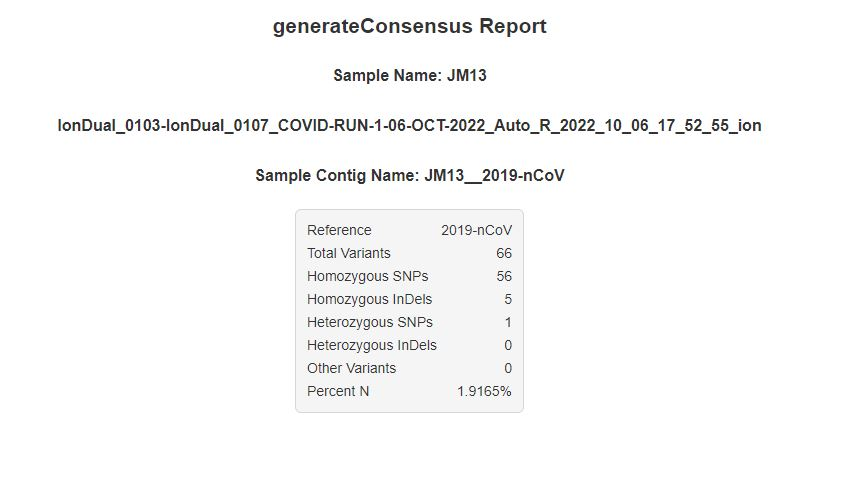 generateConsensus Report
Sample Name: JM13
IonDual_0103-IonDual_0107_COVID-RUN-1-06-OCT-2022_Auto_R_2022_10_06_17_52_55_ion
Sample Contig Name: JM13__2019-nCoV
Reference 2019-nCoV
Total Variants 66
Homozygous SNPs 56
Homozygous InDels 5
Heterozygous SNPs 1
Heterozygous InDels 0
Other Variants 0
Percent N 1.9165%